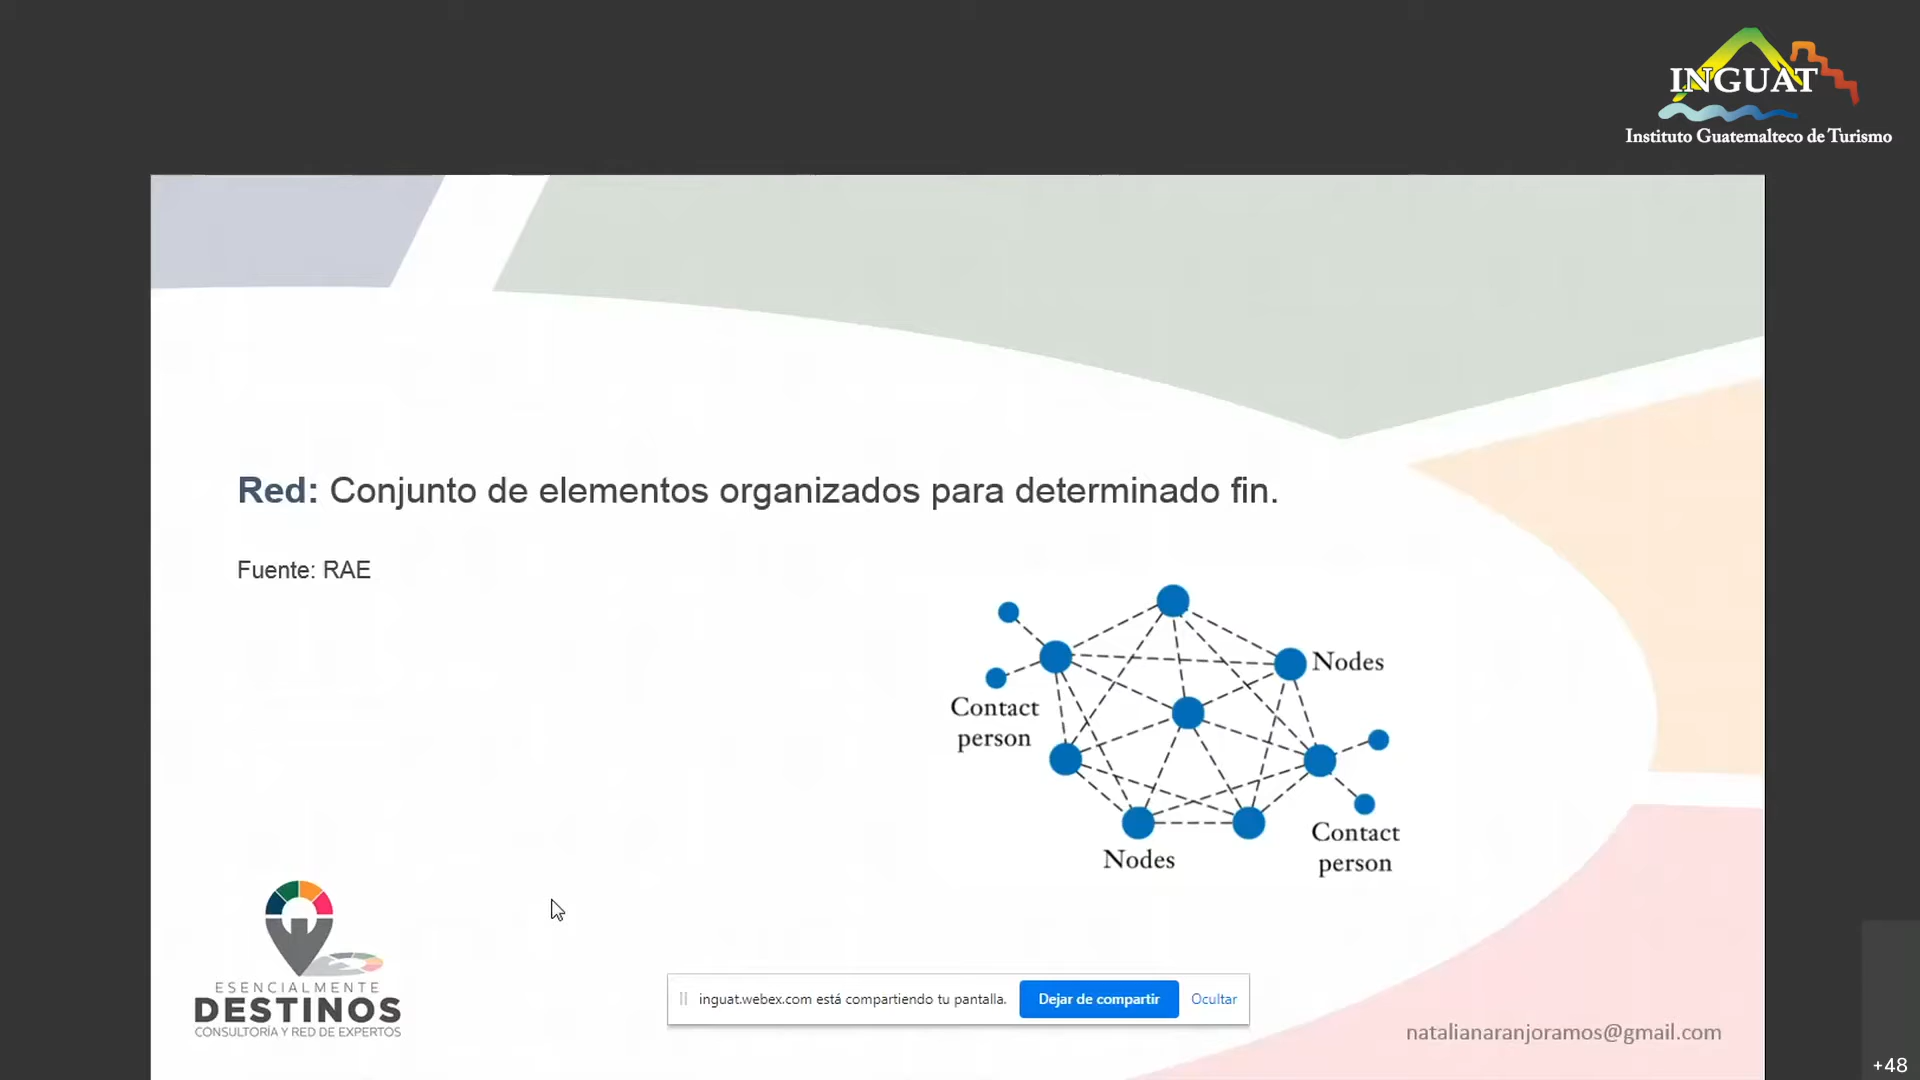 INGUAT
Instituto Guatemalteco de Turismo
Red: Conjunto de elementos organizados para determinado fin.
Fuente: RAE
Nodes
Contact
person
Contact
person
Nodes
ESENCIALMENTE
DESTINOS
CONSULTORÍA Y RED DE EXPERTOS
inguat.webex.com está compartiendo tu pantalla.
Dejar de compartir
Ocultar
natalianaranjoramos@gmail.com
+48